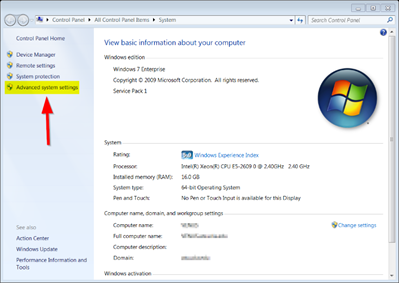 Control Panel ▸ All Control Panel Items ▸ System
Search Control Panel
Control Panel Home
Device Manager
Remote settings
System protection
Advanced system settings
See also
Action Center
Windows Update
Performance Information and
Tools
View basic information about your computer
Windows edition
Windows 7 Enterprise
Copyright © 2009 Microsoft Corporation. All rights reserved.
Service Pack 1
System
Rating: Windows Experience Index
Processor: Intel(R) Xeon(R) CPU E5-2609 0 @ 2.40GHz 2.40 GHz
Installed memory (RAM): 16.0 GB
System type: 64-bit Operating System
Pen and Touch: No Pen or Touch Input is available for this Display
Computer name, domain, and workgroup settings
Computer name: Change settings
Full computer name:
Computer description:
Domain:
Windows activation